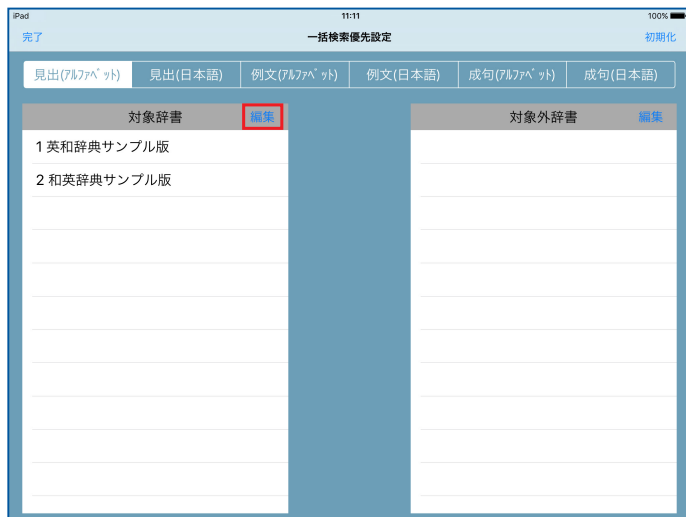 iPad 11:11 100%
完了 一括検索優先設定 初期化
見出(ｱﾙﾌｧﾍﾞｯﾄ) 見出(日本語) 例文(ｱﾙﾌｧﾍﾞｯﾄ) 例文(日本語) 成句(ｱﾙﾌｧﾍﾞｯﾄ) 成句(日本語)
対象辞書 編集 対象外辞書 編集
1 英和辞典サンプル版
2 和英辞典サンプル版